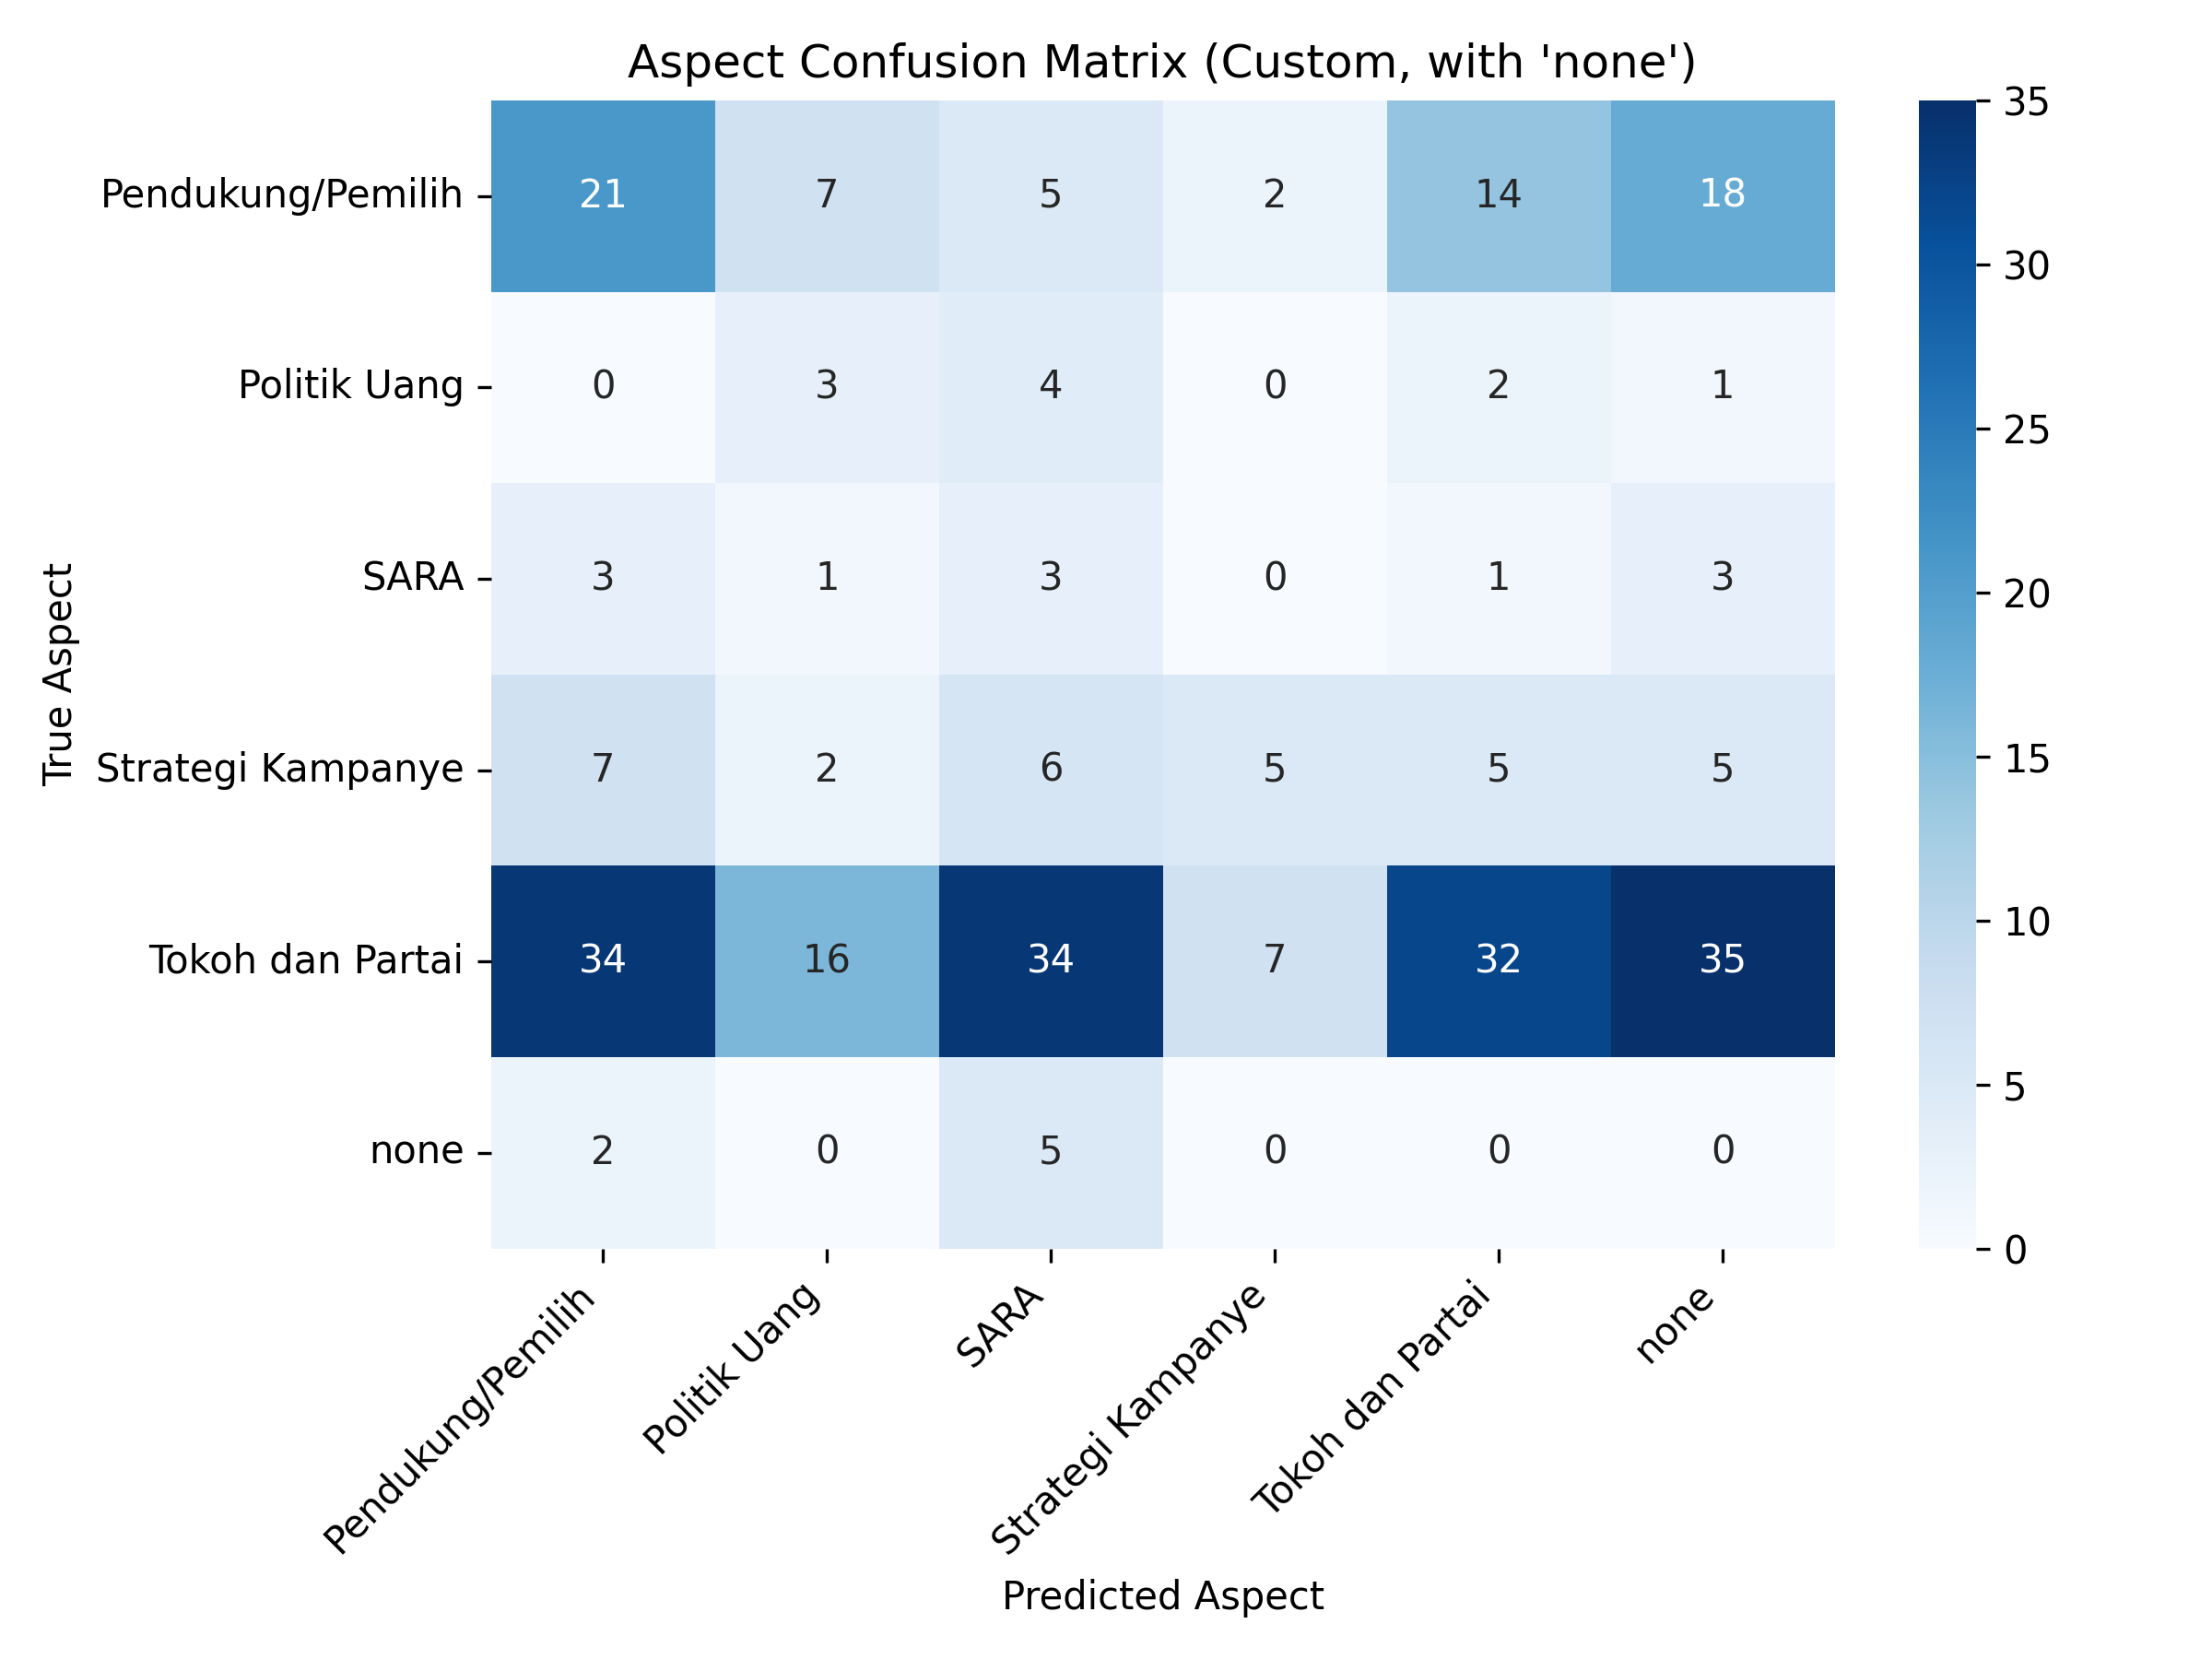 Aspect Confusion Matrix (Custom, with 'none')
True Aspect
Pendukung/Pemilih 21 7 5 2 14 18
Politik Uang 0 3 4 0 2 1
SARA 3 1 3 0 1 3
Strategi Kampanye 7 2 6 5 5 5
Tokoh dan Partai 34 16 34 7 32 35
none 2 0 5 0 0 0
Pendukung/Pemilih Politik Uang SARA Strategi Kampanye Tokoh dan Partai none
Predicted Aspect
35
30
25
20
15
10
5
0